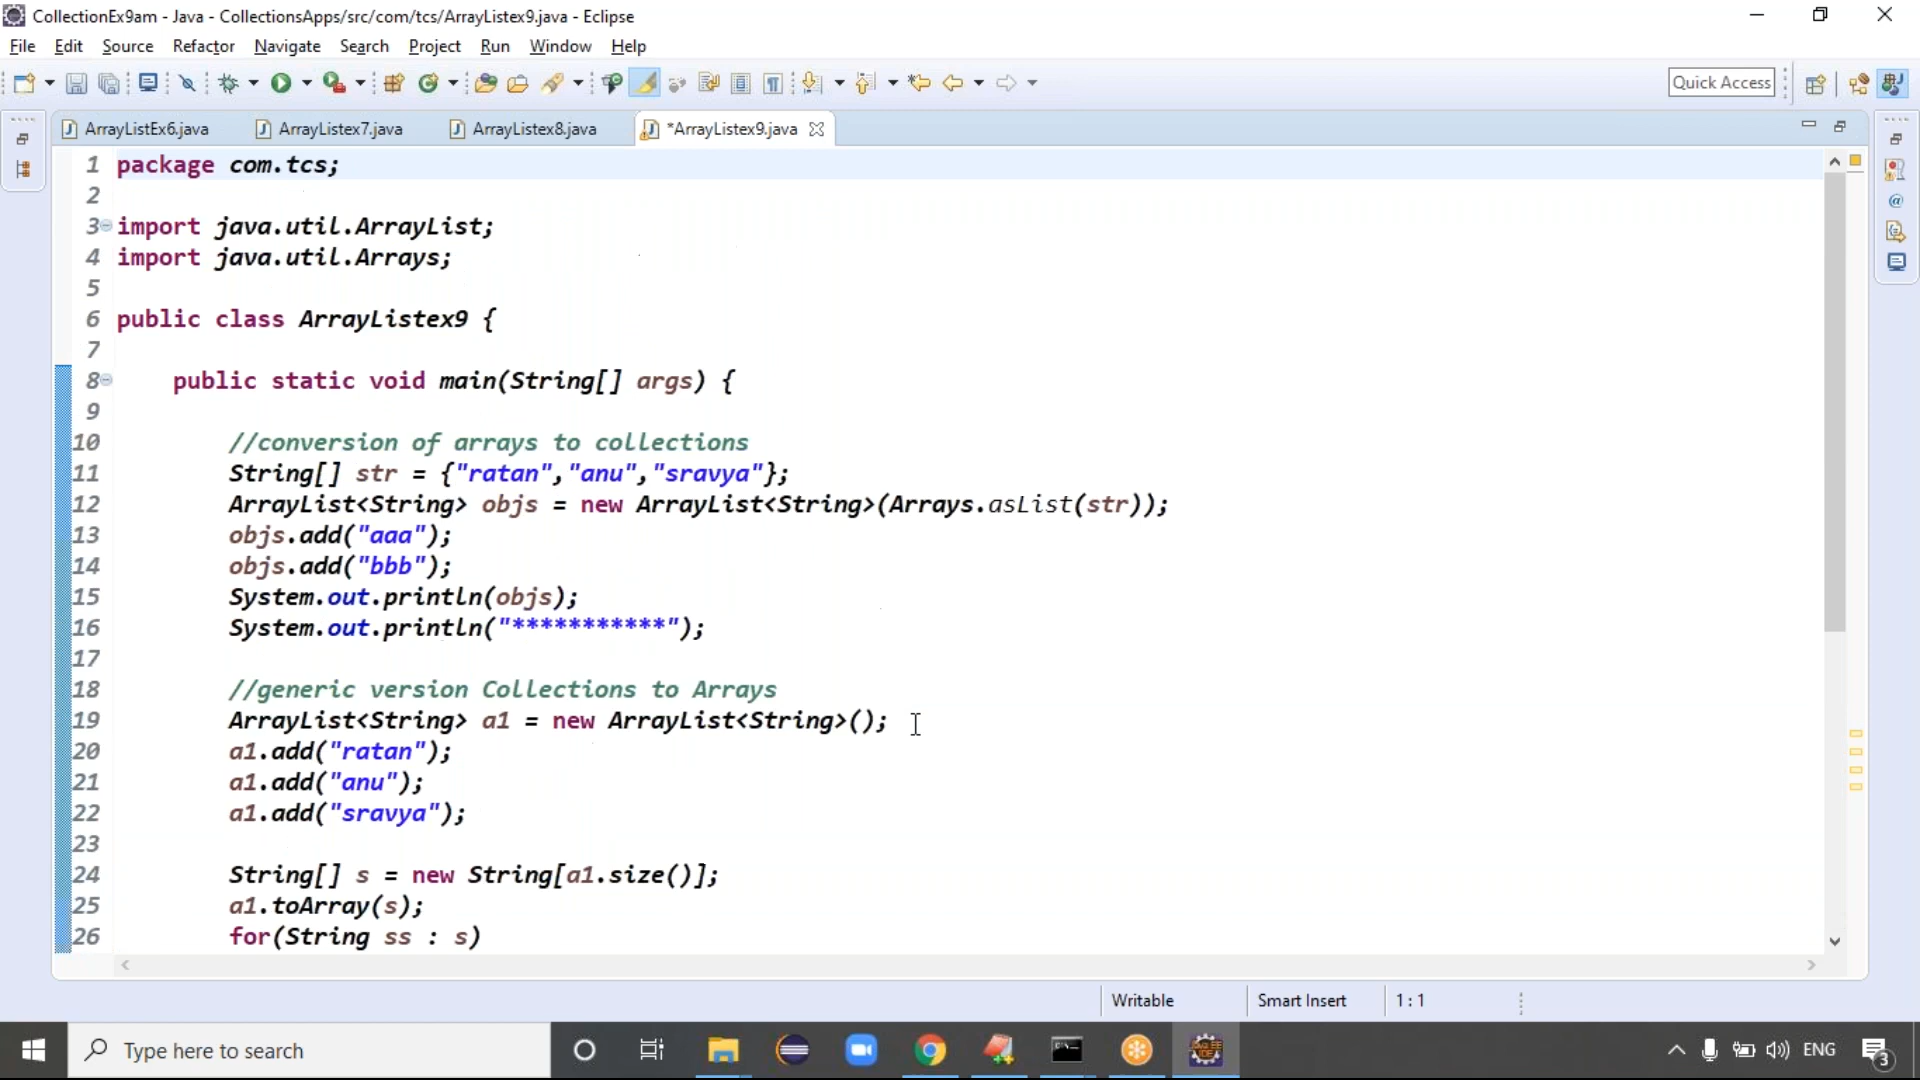 CollectionEx9am - Java - CollectionsApps/src/com/tcs/ArrayListex9.java - Eclipse
File Edit Source Refactor Navigate Search Project Run Window Help
Quick Access
ArrayListEx6.java ArrayListex7.java ArrayListex8.java *ArrayListex9.java
1 package com.tcs;
2
3 import java.util.ArrayList;
4 import java.util.Arrays;
5
6 public class ArrayListex9 {
7
8 public static void main(String[] args) {
9
10 //conversion of arrays to collections
11 String[] str = {"ratan","anu","sravya"};
12 ArrayList<String> objs = new ArrayList<String>(Arrays.asList(str));
13 objs.add("aaa");
14 objs.add("bbb");
15 System.out.println(objs);
16 System.out.println("***********");
17
18 //generic version Collections to Arrays
19 ArrayList<String> a1 = new ArrayList<String>();
20 a1.add("ratan");
21 a1.add("anu");
22 a1.add("sravya");
23
24 String[] s = new String[a1.size()];
25 a1.toArray(s);
26 for(String ss : s)
Writable Smart Insert 1 : 1
Type here to search
ENG
3